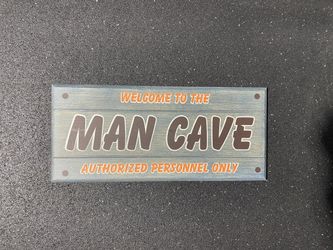 WELCOME TO THE
MAN CAVE
AUTHORIZED PERSONNEL ONLY